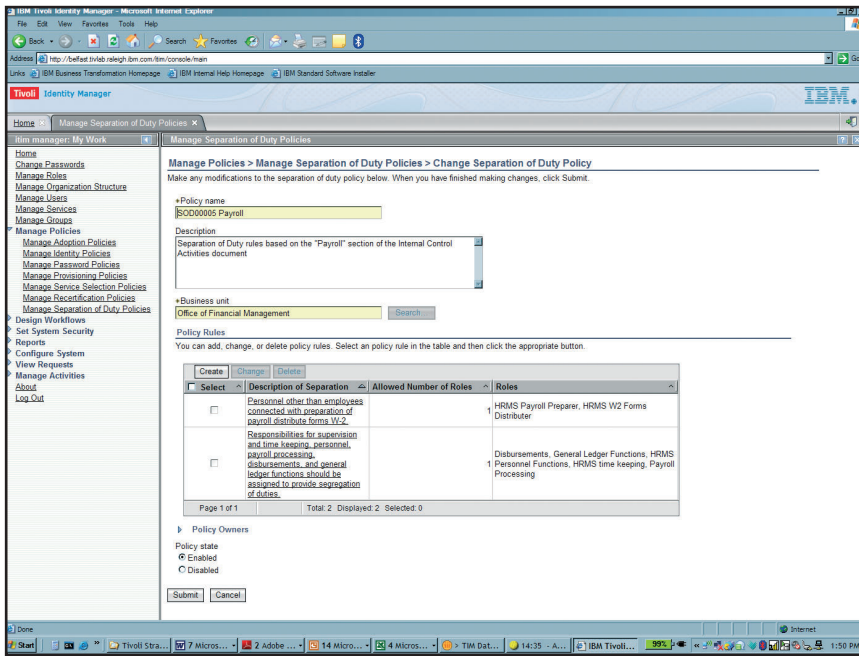 IBM Tivoli Identity Manager - Microsoft Internet Explorer
File Edit View Favorites Tools Help
Back Search Favorites
Address http://belfast.tivlab.raleigh.ibm.com/itim/console/main Go
Links IBM Business Transformation Homepage IBM Internal Help Homepage IBM Standard Software Installer
Tivoli Identity Manager IBM.
Home Manage Separation of Duty Policies
itim manager: My Work
Manage Separation of Duty Policies
Home
Change Passwords
Manage Roles
Manage Organization Structure
Manage Users
Manage Services
Manage Groups
Manage Policies
Manage Adoption Policies
Manage Identity Policies
Manage Password Policies
Manage Provisioning Policies
Manage Service Selection Policies
Manage Recertification Policies
Manage Separation of Duty Policies
Design Workflows
Set System Security
Reports
Configure System
View Requests
Manage Activities
About
Log Out
Manage Policies > Manage Separation of Duty Policies > Change Separation of Duty Policy
Make any modifications to the separation of duty policy below. When you have finished making changes, click Submit.
*Policy name
SOD00005 Payroll
Description
Separation of Duty rules based on the "Payroll" section of the Internal Control
Activities document
*Business unit
Office of Financial Management Search...
Policy Rules
You can add, change, or delete policy rules. Select an policy rule in the table and then click the appropriate button.
Create Change Delete
Select Description of Separation Allowed Number of Roles Roles
Personnel other than employees
connected with preparation of
payroll distribute forms W-2.
1
HRMS Payroll Preparer, HRMS W2 Forms
Distributer
Responsibilities for supervision
and time keeping, personnel,
payroll processing,
disbursements, and general
ledger functions should be
assigned to provide segregation
of duties.
1
Disbursements, General Ledger Functions, HRMS
Personnel Functions, HRMS time keeping, Payroll
Processing
Page 1 of 1 Total: 2 Displayed: 2 Selected: 0
Policy Owners
Policy state
Enabled
Disabled
Submit Cancel
Done Internet
Start Tivoli Stra... 7 Micros... 2 Adobe ... 14 Micro... 4 Micros... > TIM Dat... 14:35 - A... IBM Tivoli... 99% 1:50 PM